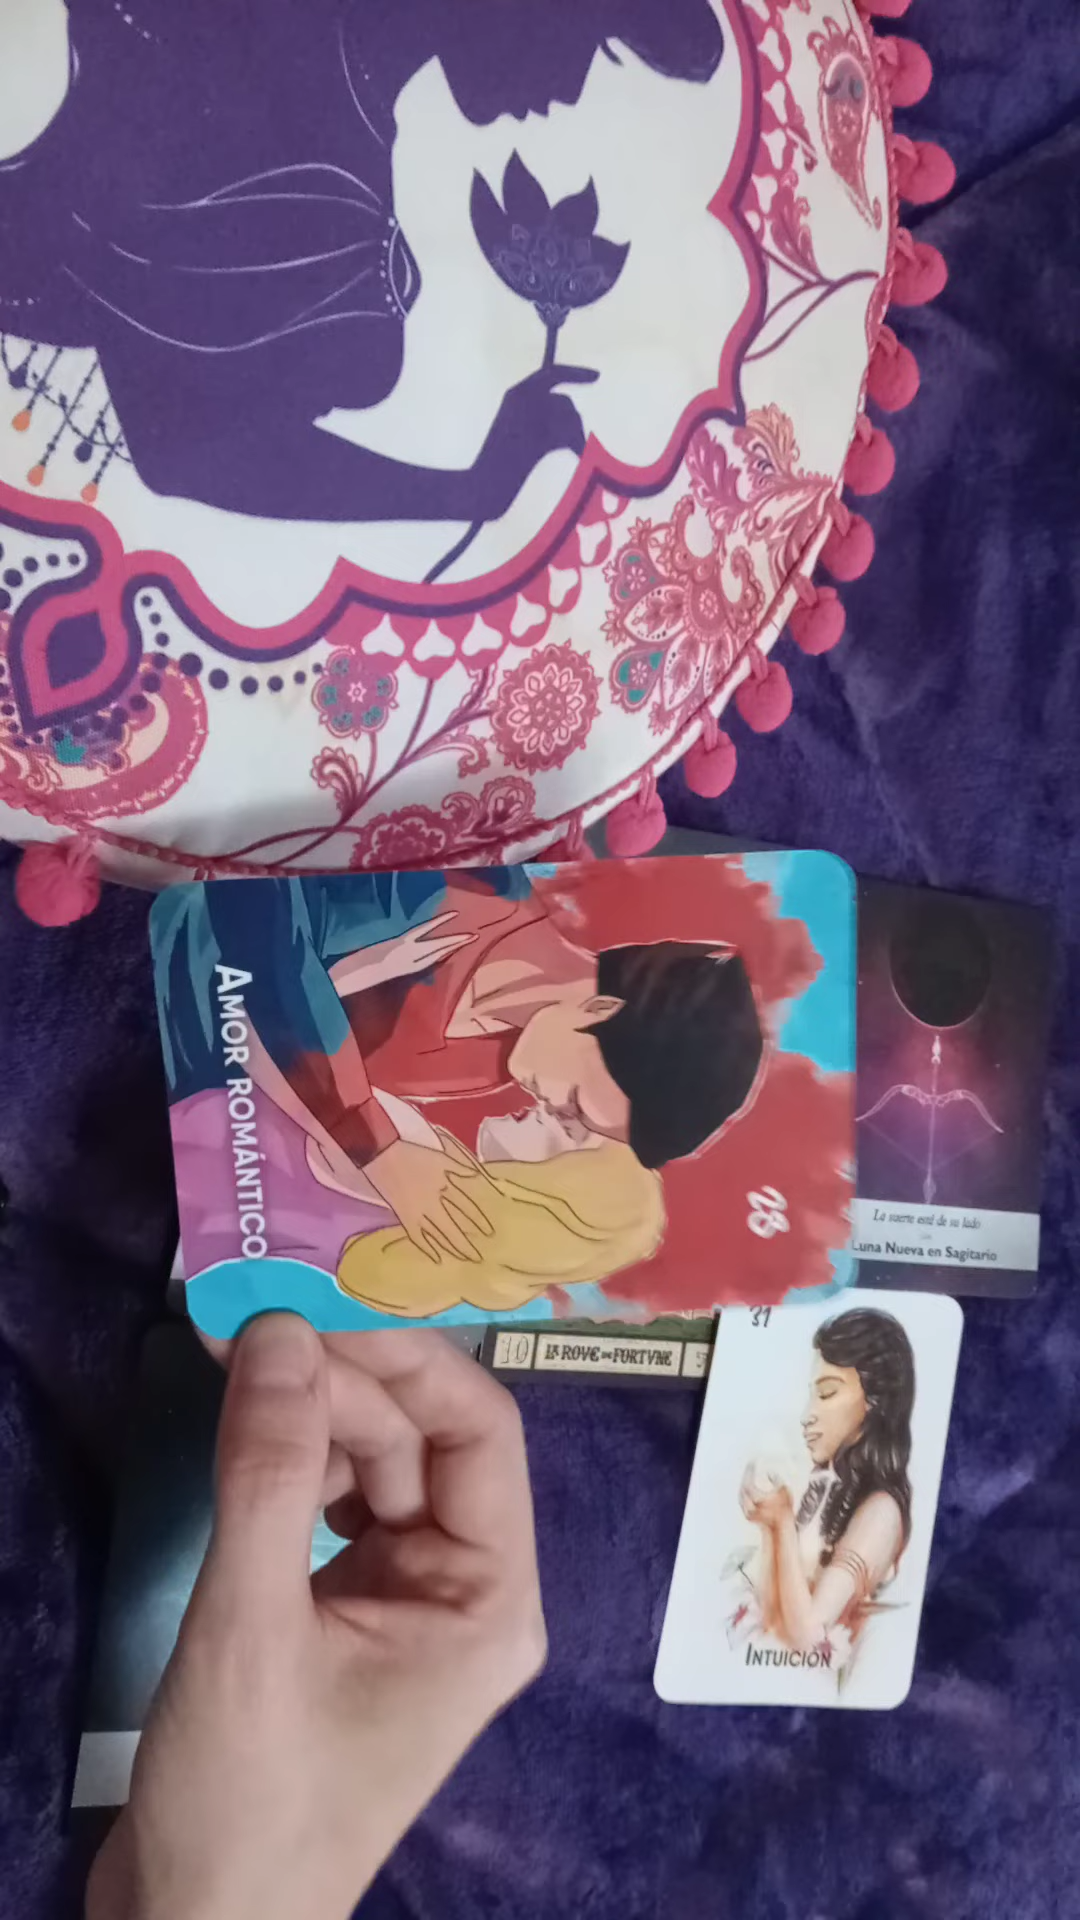 AMOR ROMÁNTICO
28
La suerte está de su lado
Luna Nueva en Sagitario
10
LA ROVE DE FORTVNE
31
INTUICIÓN